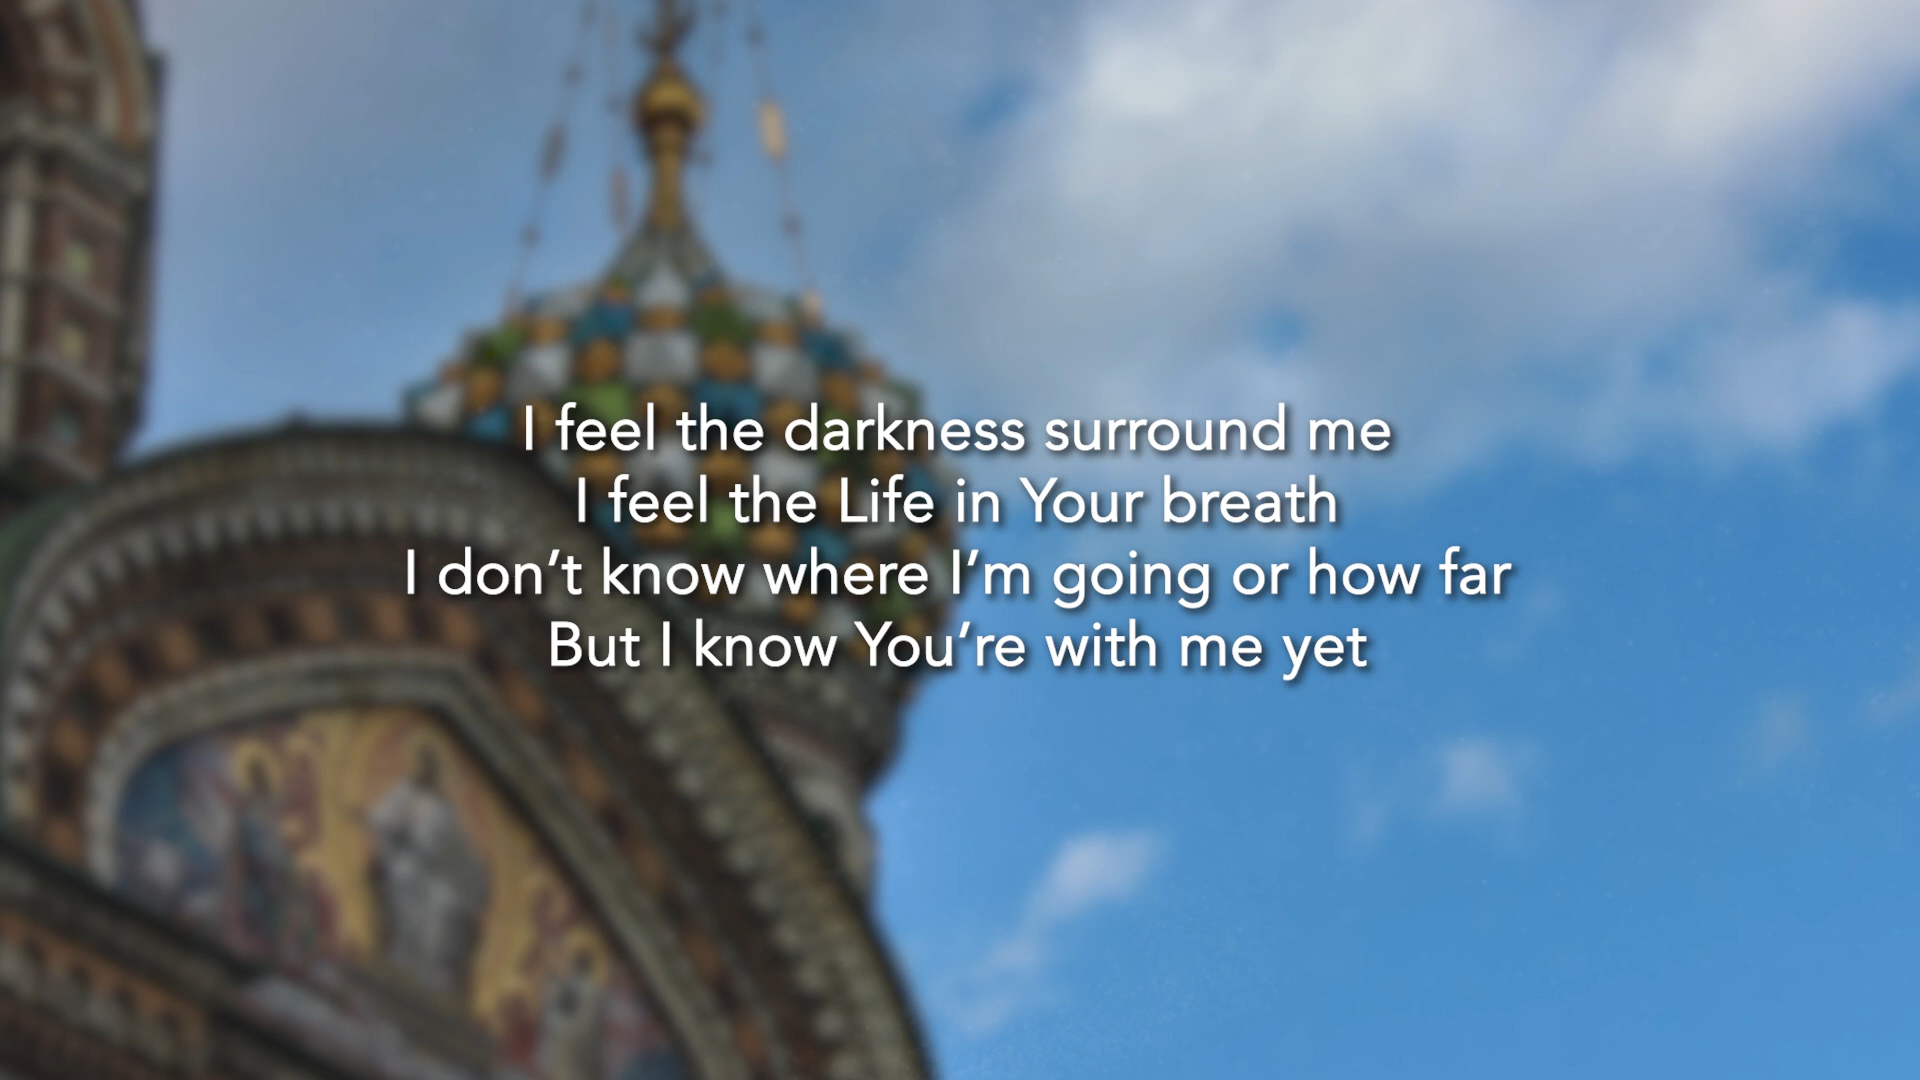 I feel the darkness surround me
I feel the Life in Your breath
I don’t know where I’m going or how far
But I know You’re with me yet